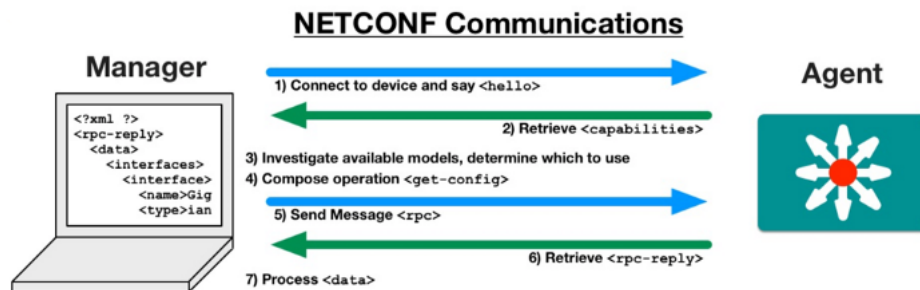 NETCONF Communications
Manager
Agent
1) Connect to device and say <hello>
<?xml ?>
<rpc-reply>
<data>
<interfaces>
<interface>
<name>Gig
<type>ian
2) Retrieve <capabilities>
3) Investigate available models, determine which to use
4) Compose operation <get-config>
5) Send Message <rpc>
6) Retrieve <rpc-reply>
7) Process <data>